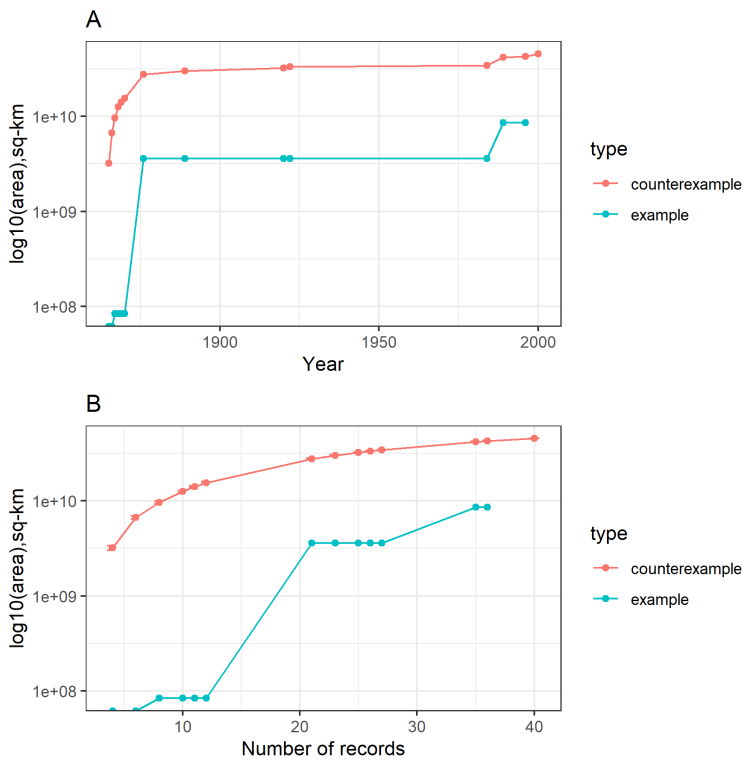 A
log10(area),sq-km
1e+10
1e+09
1e+08
1900
1950
2000
Year
type
counterexample
example
B
log10(area),sq-km
1e+10
1e+09
1e+08
10
20
30
40
Number of records
type
counterexample
example